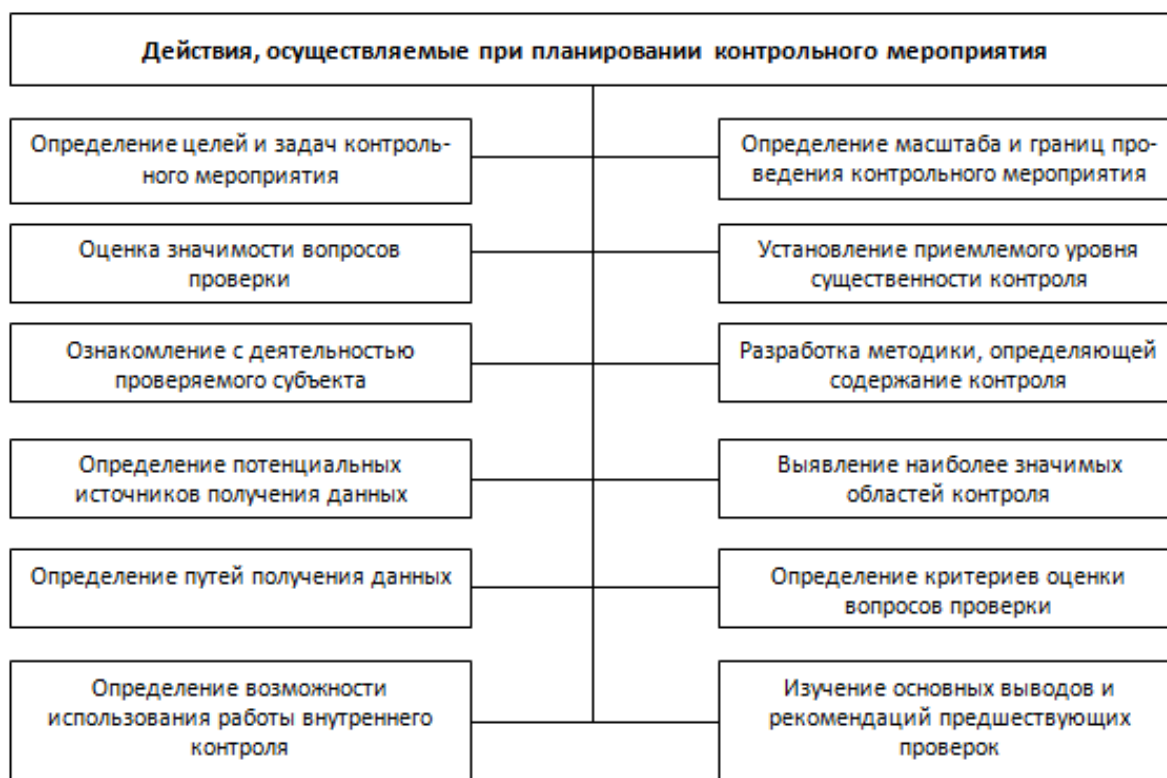 Действия, осуществляемые при планировании контрольного мероприятия
Определение целей и задач контроль-
ного мероприятия
Определение масштаба и границ про-
ведения контрольного мероприятия
Оценка значимости вопросов
проверки
Установление приемлемого уровня
существенности контроля
Ознакомление с деятельностью
проверяемого субъекта
Разработка методики, определяющей
содержание контроля
Определение потенциальных
источников получения данных
Выявление наиболее значимых
областей контроля
Определение путей получения данных
Определение критериев оценки
вопросов проверки
Определение возможности
использования работы внутреннего
контроля
Изучение основных выводов и
рекомендаций предшествующих
проверок